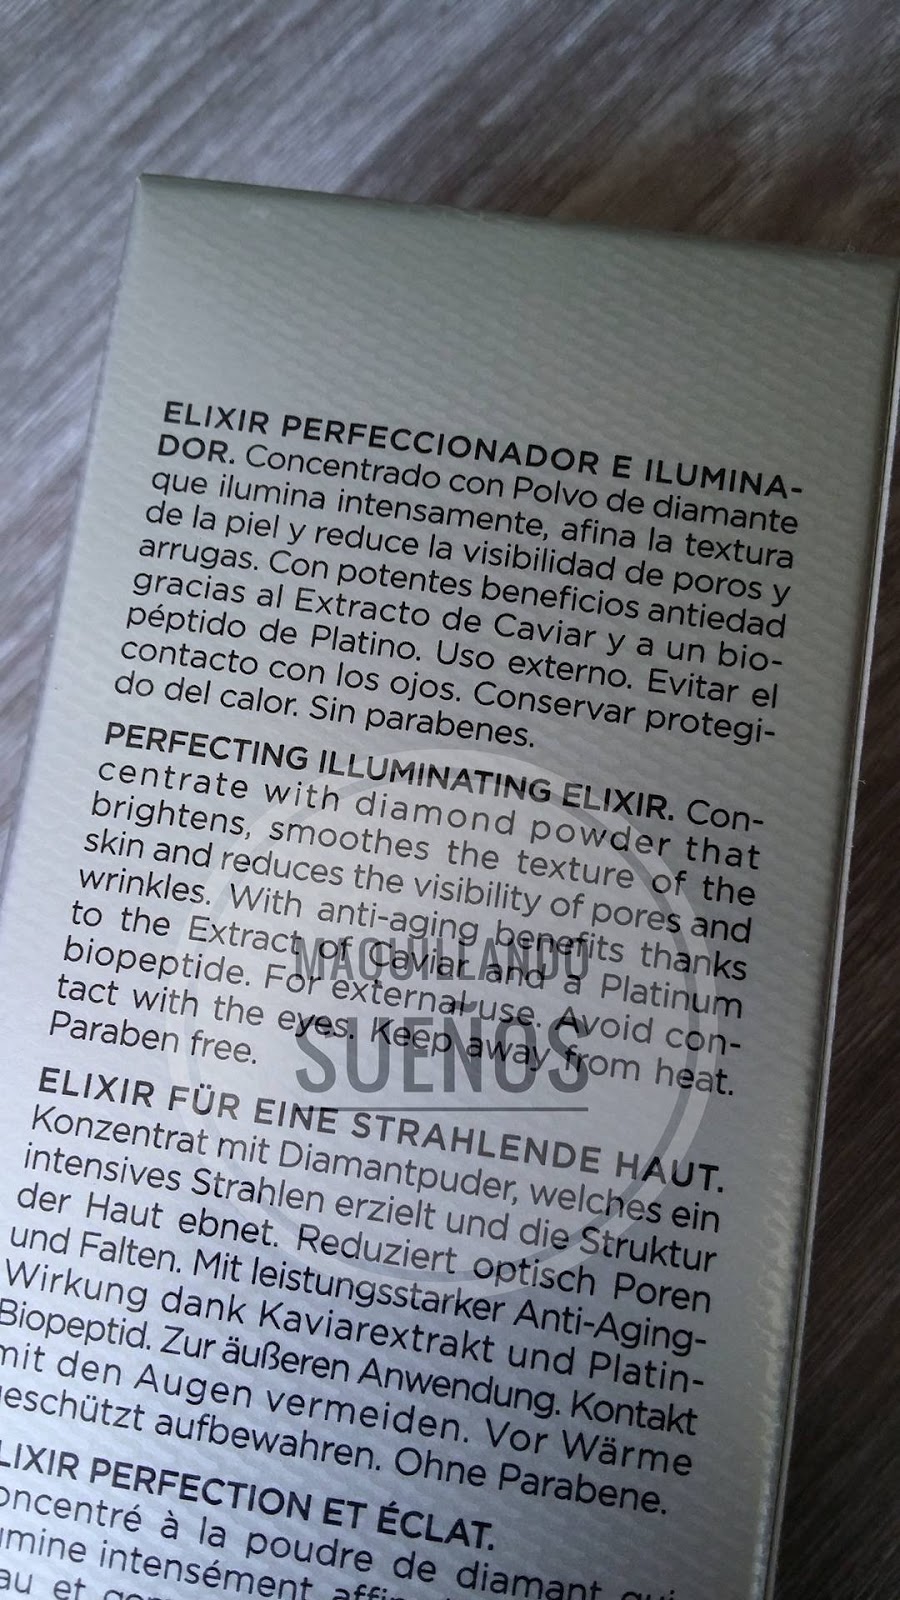 ELIXIR PERFECCIONADOR E ILUMINA-
DOR. Concentrado con Polvo de diamante
que ilumina intensamente, afina la textura
de la piel y reduce la visibilidad de poros y
arrugas. Con potentes beneficios antiedad
gracias al Extracto de Caviar y a un bio-
péptido de Platino. Uso externo. Evitar el
contacto con los ojos. Conservar protegi-
do del calor. Sin parabenes.
PERFECTING ILLUMINATING ELIXIR. Con-
centrate with diamond powder that
brightens, smoothes the texture of the
skin and reduces the visibility of pores and
wrinkles. With anti-aging benefits thanks
to the Extract of Caviar and a Platinum
biopeptide. For external use. Avoid con-
tact with the eyes. Keep away from heat.
Paraben free.
MAQUILLANDO
SUEÑOS
ELIXIR FÜR EINE STRAHLENDE HAUT.
Konzentrat mit Diamantpuder, welches ein
intensives Strahlen erzielt und die Struktur
der Haut ebnet. Reduziert optisch Poren
und Falten. Mit leistungsstarker Anti-Aging-
Wirkung dank Kaviarextrakt und Platin-
Biopeptid. Zur äußeren Anwendung. Kontakt
mit den Augen vermeiden. Vor Wärme
eschützt aufbewahren. Ohne Parabene.
LIXIR PERFECTION ET ÉCLAT.
oncentré à la poudre de diamant qui
mine intensément
au et